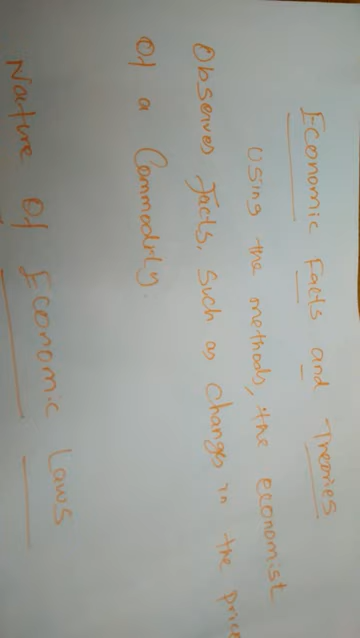 Economic Facts and Theories
Using the methods, the economist
Observes facts, such as changes in the price
Of a Commodity.
Nature Of Economic Laws